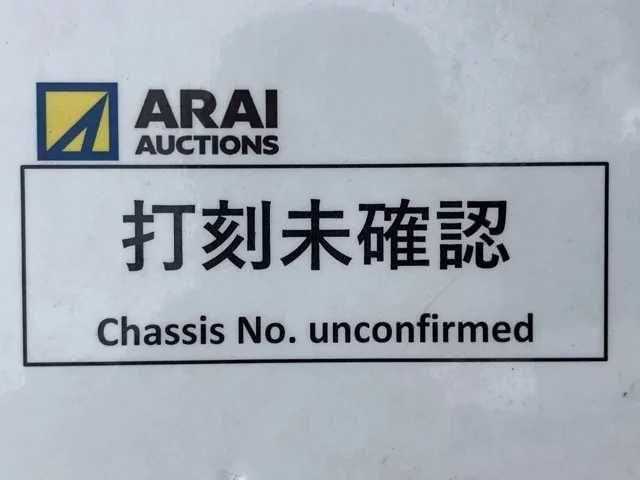 ARAI
AUCTIONS
打刻未確認
Chassis No. unconfirmed